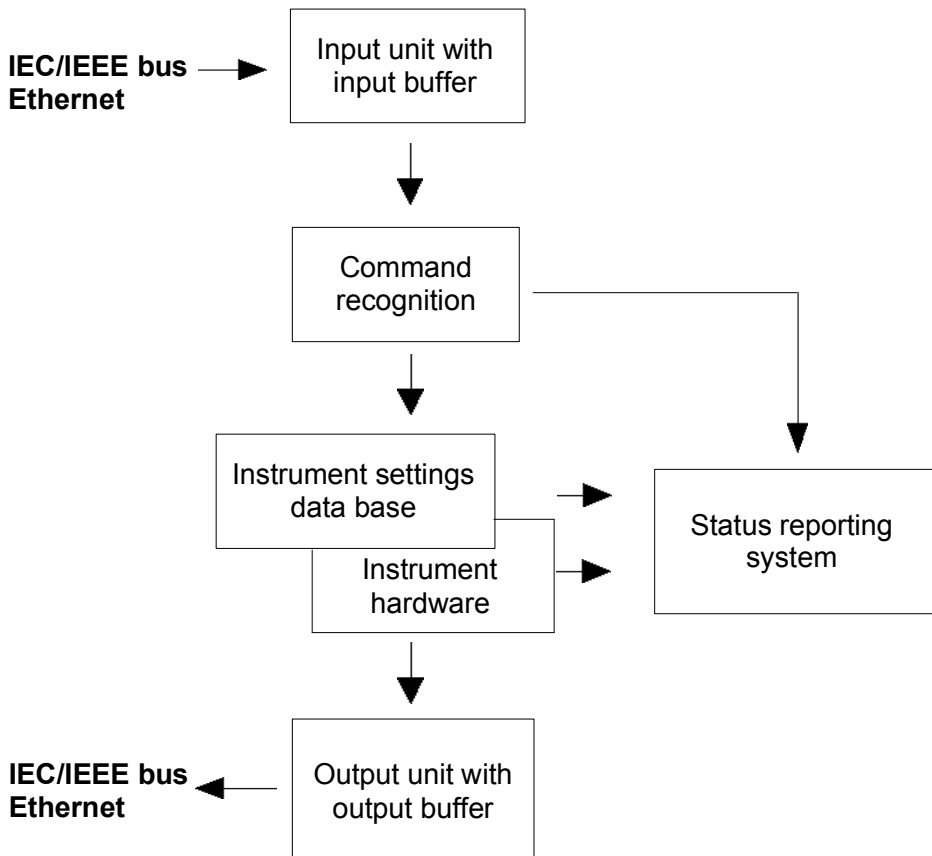 IEC/IEEE bus
Ethernet
Input unit with
input buffer
Command
recognition
Instrument settings
data base
Instrument
hardware
Status reporting
system
IEC/IEEE bus
Ethernet
Output unit with
output buffer